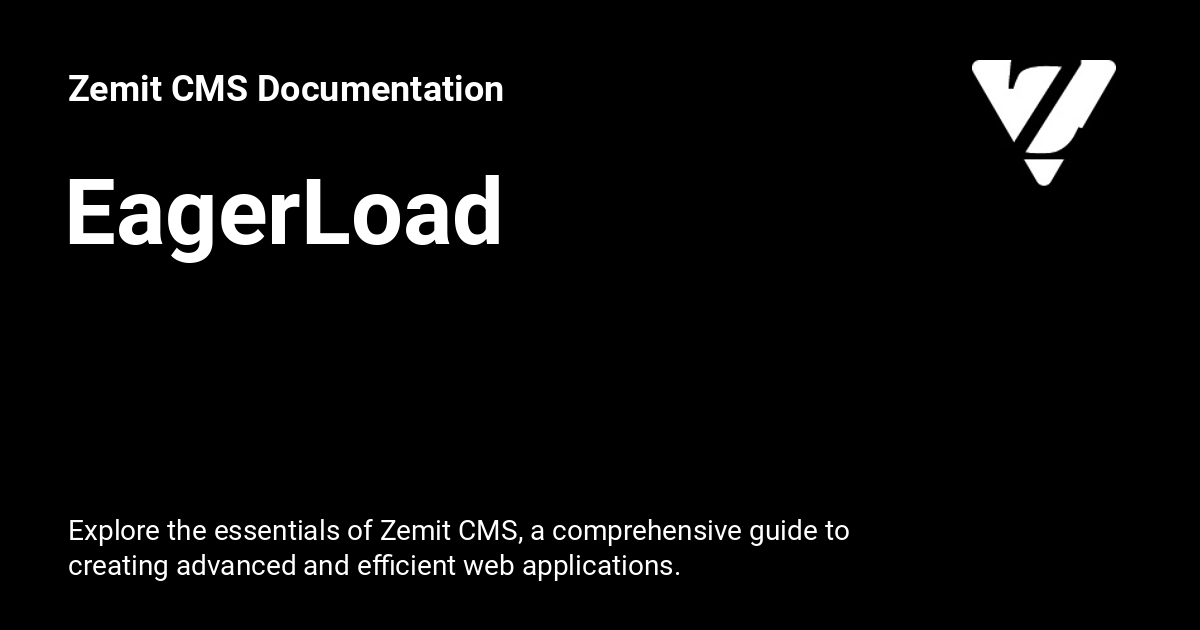 Zemit CMS Documentation
EagerLoad
Explore the essentials of Zemit CMS, a comprehensive guide to
creating advanced and efficient web applications.